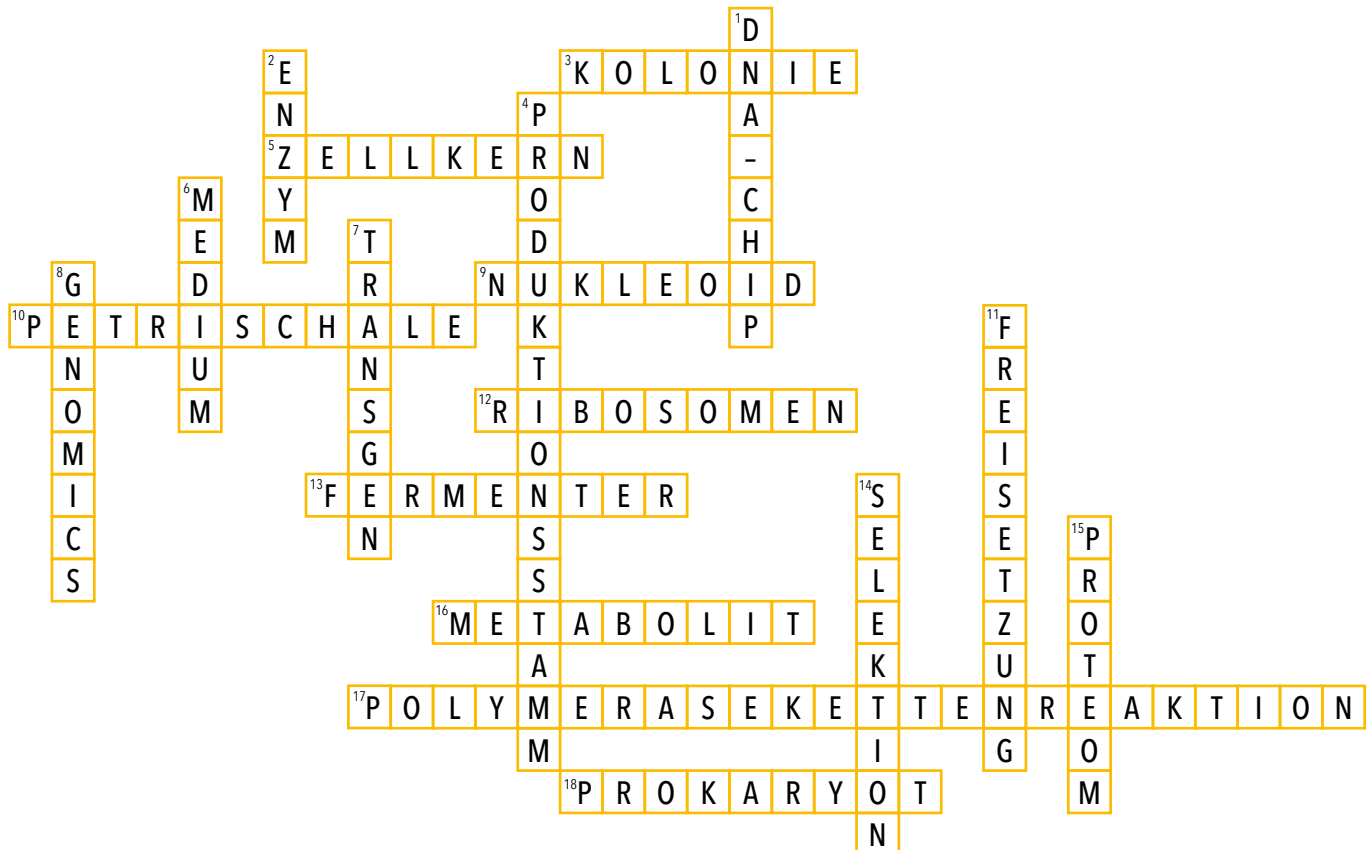 1 DNA–CHIP
2 ENZYM
3 KOLONIE
4 PRODUKTIONSSTAMM
5 ZELLKERN
6 MEDIUM
7 TRANSGEN
8 GENOMICS
9 NUKLEOID
10 PETRISCHALE
11 FREISETZUNG
12 RIBOSOMEN
13 FERMENTER
14 SELEKTION
15 PROTEOM
16 METABOLIT
17 POLYMERASEKETTENREAKTION
18 PROKARYOT